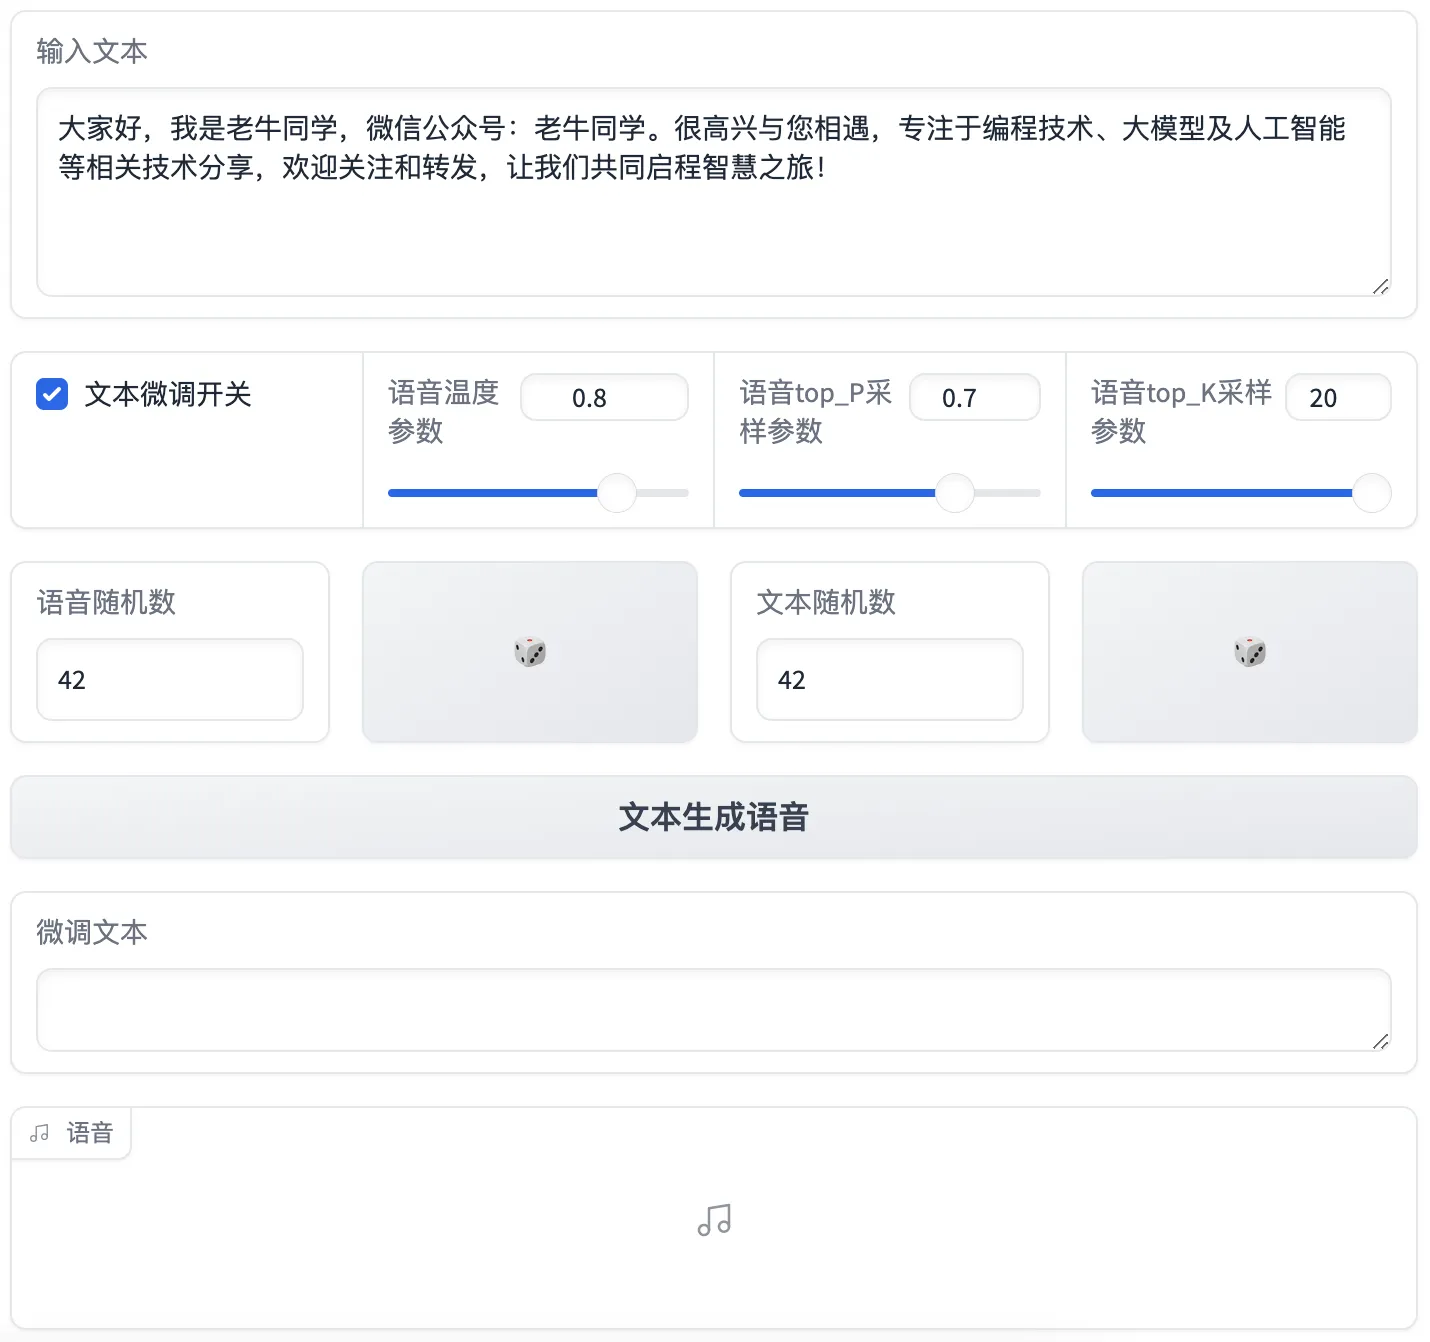 输入文本
大家好，我是老牛同学，微信公众号：老牛同学。很高兴与您相遇，专注于编程技术、大模型及人工智能
等相关技术分享，欢迎关注和转发，让我们共同启程智慧之旅！
文本微调开关
语音温度
参数
0.8
语音top_P采
样参数
0.7
语音top_K采样
参数
20
语音随机数
42
文本随机数
42
文本生成语音
微调文本
语音